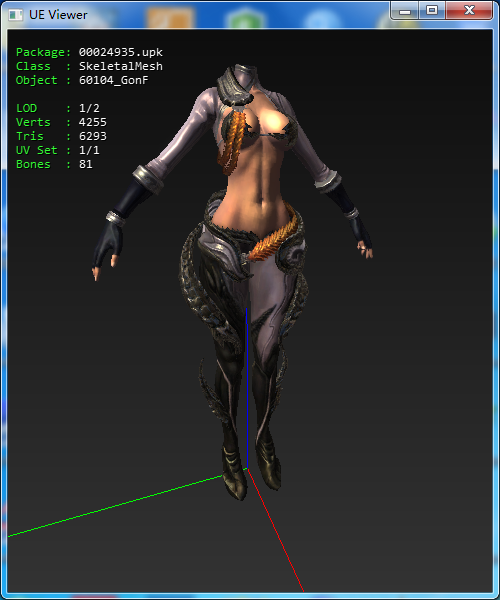 UE Viewer
Package: 00024935.upk
Class : SkeletalMesh
Object : 60104_GonF
LOD : 1/2
Verts : 4255
Tris : 6293
UV Set : 1/1
Bones : 81